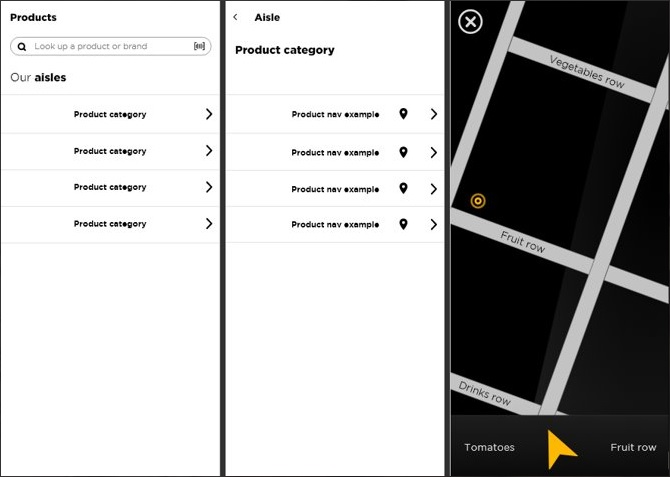 Products
Look up a product or brand
Our aisles
Product category
Product category
Product category
Product category
Aisle
Product category
Product nav example
Product nav example
Product nav example
Product nav example
Vegetables row
Fruit row
Drinks row
Tomatoes
Fruit row